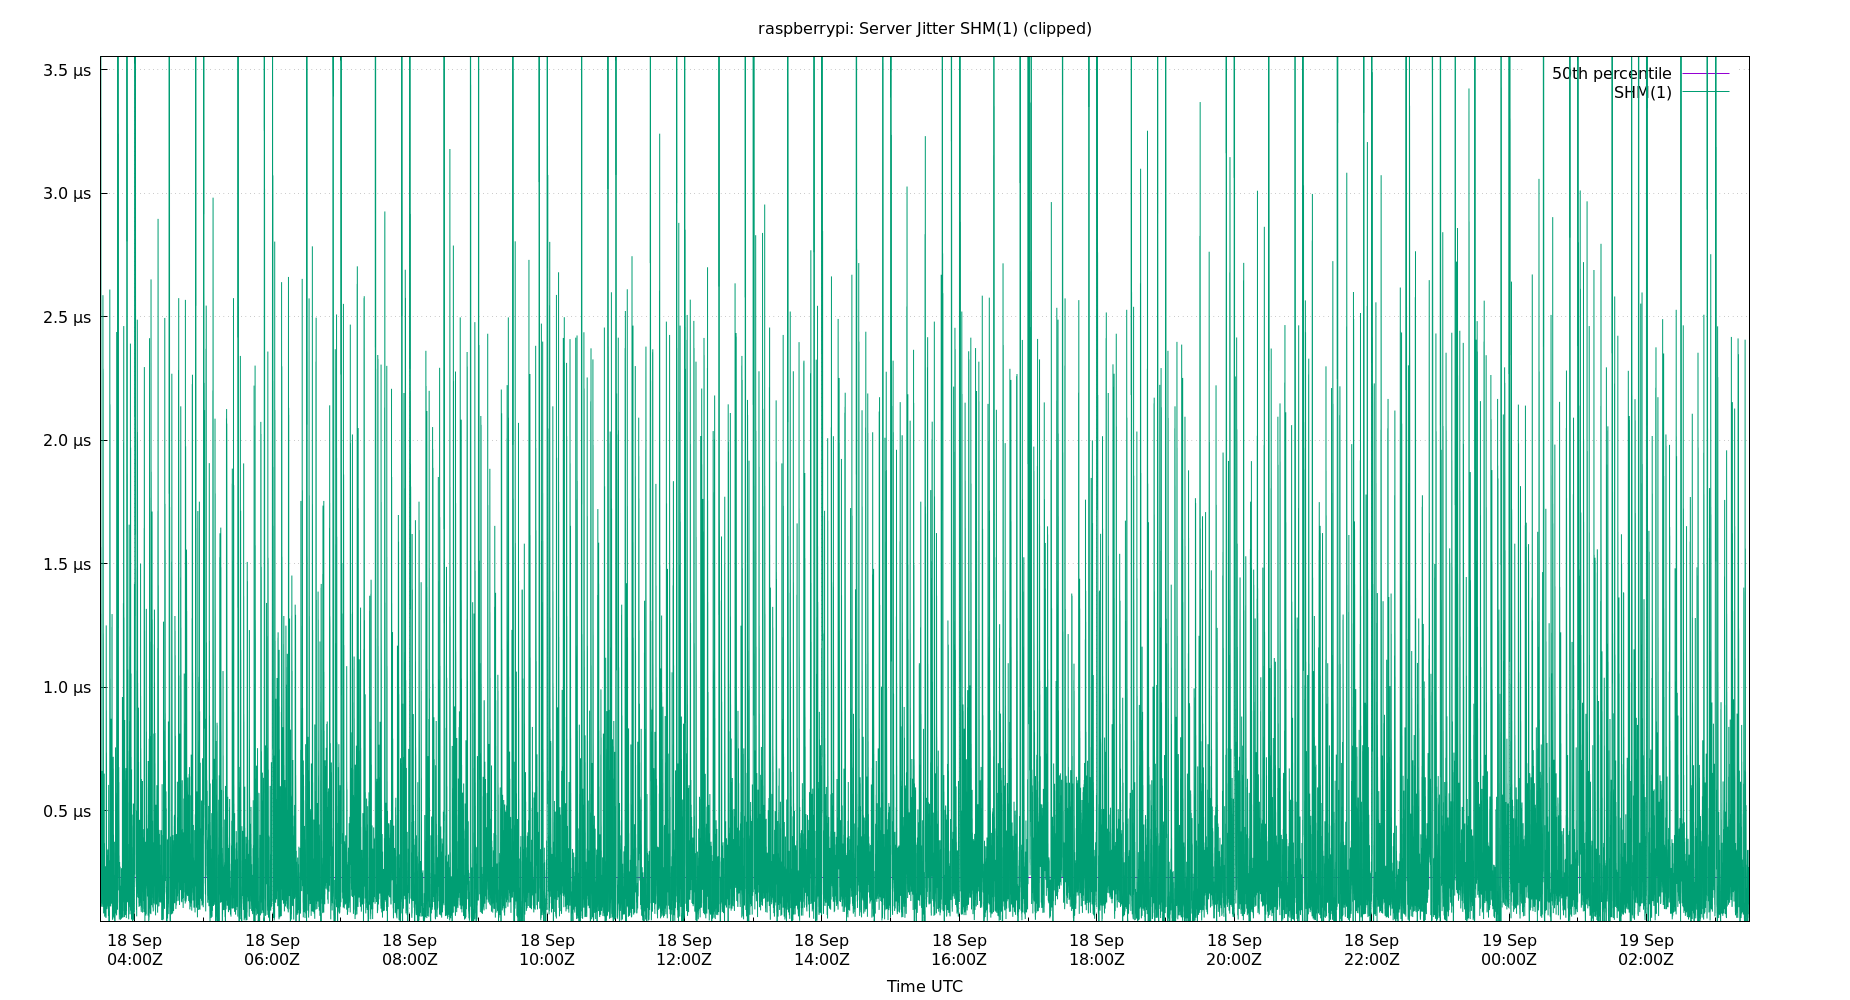 raspberrypi: Server Jitter SHM(1) (clipped)
50th percentile
SHM(1)
3.5 µs
3.0 µs
2.5 µs
2.0 µs
1.5 µs
1.0 µs
0.5 µs
18 Sep 18 Sep 18 Sep 18 Sep 18 Sep 18 Sep 18 Sep 18 Sep 18 Sep 18 Sep 19 Sep 19 Sep
04:00Z 06:00Z 08:00Z 10:00Z 12:00Z 14:00Z 16:00Z 18:00Z 20:00Z 22:00Z 00:00Z 02:00Z
Time UTC